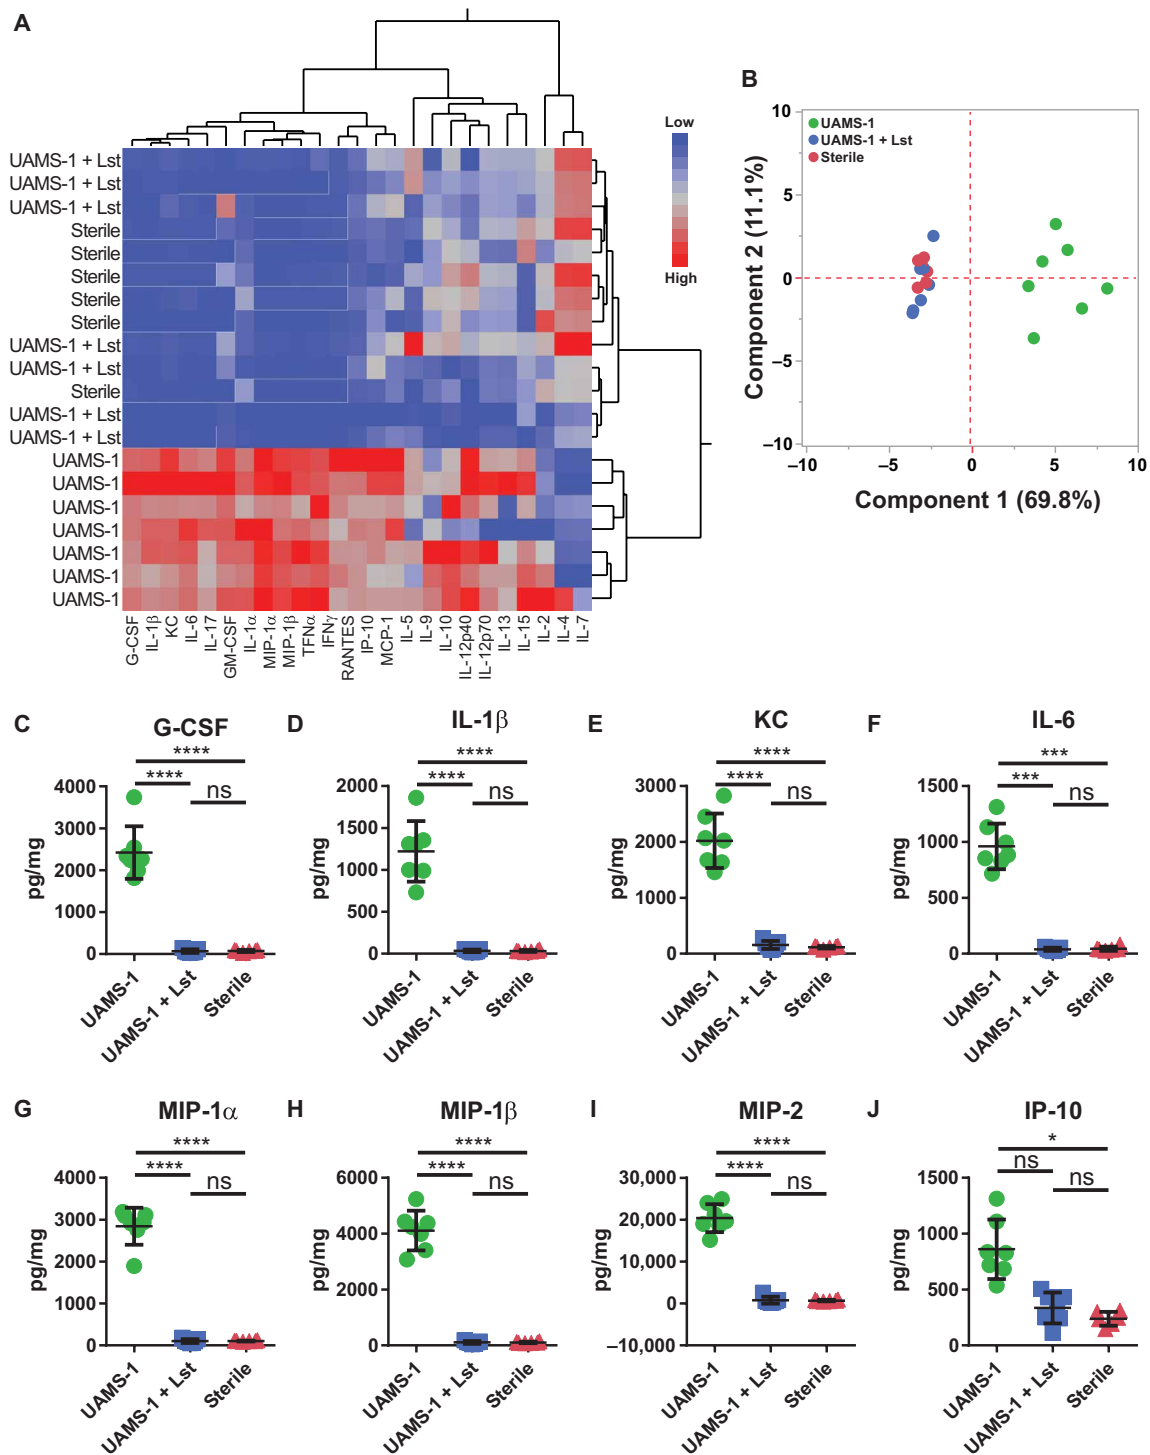 A
Low
High
UAMS-1 + Lst
UAMS-1 + Lst
UAMS-1 + Lst
Sterile
Sterile
Sterile
Sterile
Sterile
UAMS-1 + Lst
UAMS-1 + Lst
Sterile
UAMS-1 + Lst
UAMS-1 + Lst
UAMS-1
UAMS-1
UAMS-1
UAMS-1
UAMS-1
UAMS-1
UAMS-1
G-CSF
IL-1β
KC
IL-6
IL-17
GM-CSF
IL-1α
MIP-1α
MIP-1β
TFNα
IFNγ
RANTES
IP-10
MCP-1
IL-5
IL-9
IL-10
IL-12p40
IL-12p70
IL-13
IL-15
IL-2
IL-4
IL-7
B
UAMS-1
UAMS-1 + Lst
Sterile
10
5
0
–5
–10
Component 2 (11.1%)
–10
–5
0
5
10
Component 1 (69.8%)
C
G-CSF
****
****
ns
4000
3000
2000
1000
0
pg/mg
UAMS-1
UAMS-1 + Lst
Sterile
D
IL-1β
****
****
ns
2000
1500
1000
500
0
pg/mg
UAMS-1
UAMS-1 + Lst
Sterile
E
KC
****
****
ns
3000
2000
1000
0
pg/mg
UAMS-1
UAMS-1 + Lst
Sterile
F
IL-6
***
***
ns
1500
1000
500
0
pg/mg
UAMS-1
UAMS-1 + Lst
Sterile
G
MIP-1α
****
****
ns
4000
3000
2000
1000
0
pg/mg
UAMS-1
UAMS-1 + Lst
Sterile
H
MIP-1β
****
****
ns
6000
4000
2000
0
pg/mg
UAMS-1
UAMS-1 + Lst
Sterile
I
MIP-2
****
****
ns
30,000
20,000
10,000
0
–10,000
pg/mg
UAMS-1
UAMS-1 + Lst
Sterile
J
IP-10
*
ns
ns
1500
1000
500
0
pg/mg
UAMS-1
UAMS-1 + Lst
Sterile